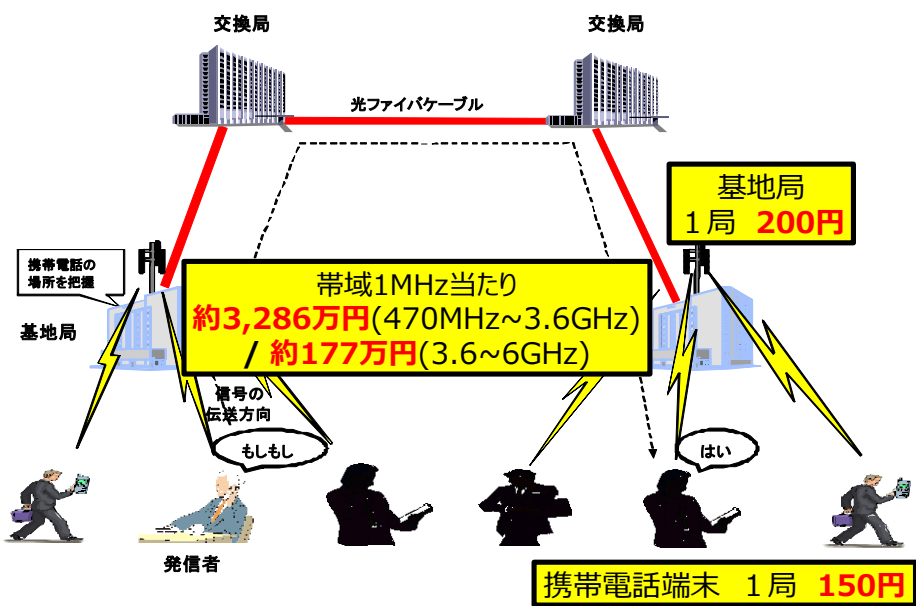 交換局
交換局
光ファイバケーブル
基地局
1局 200円
携帯電話の
場所を把握
基地局
帯域1MHz当たり
約3,286万円(470MHz~3.6GHz)
/ 約177万円(3.6~6GHz)
信号の
伝送方向
もしもし
はい
発信者
携帯電話端末 1局 150円